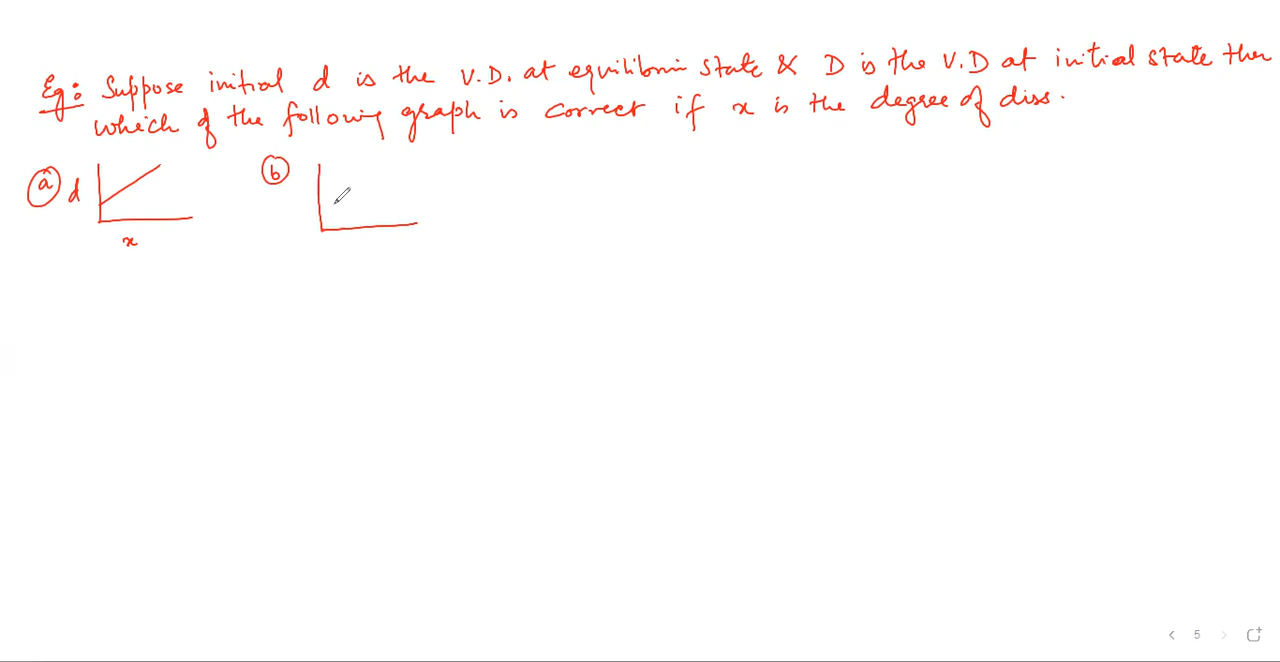 Eg: Suppose initial d is the V.D. at equilibrium state & D is the V.D at initial state then
which of the following graph is correct if x is the degree of diss.
(a) d (b)
x
5